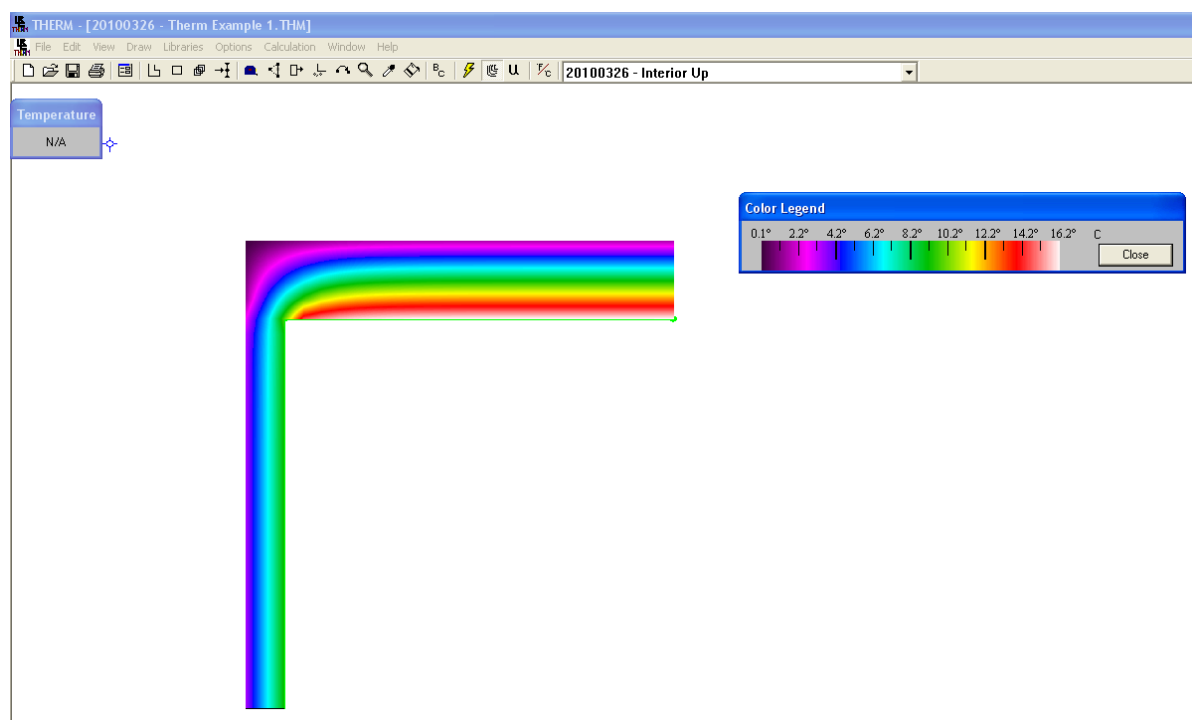 THERM - [20100326 - Therm Example 1.THM]
File Edit View Draw Libraries Options Calculation Window Help
BC U °F/C 20100326 - Interior Up
Temperature
N/A
Color Legend
0.1° 2.2° 4.2° 6.2° 8.2° 10.2° 12.2° 14.2° 16.2° C
Close